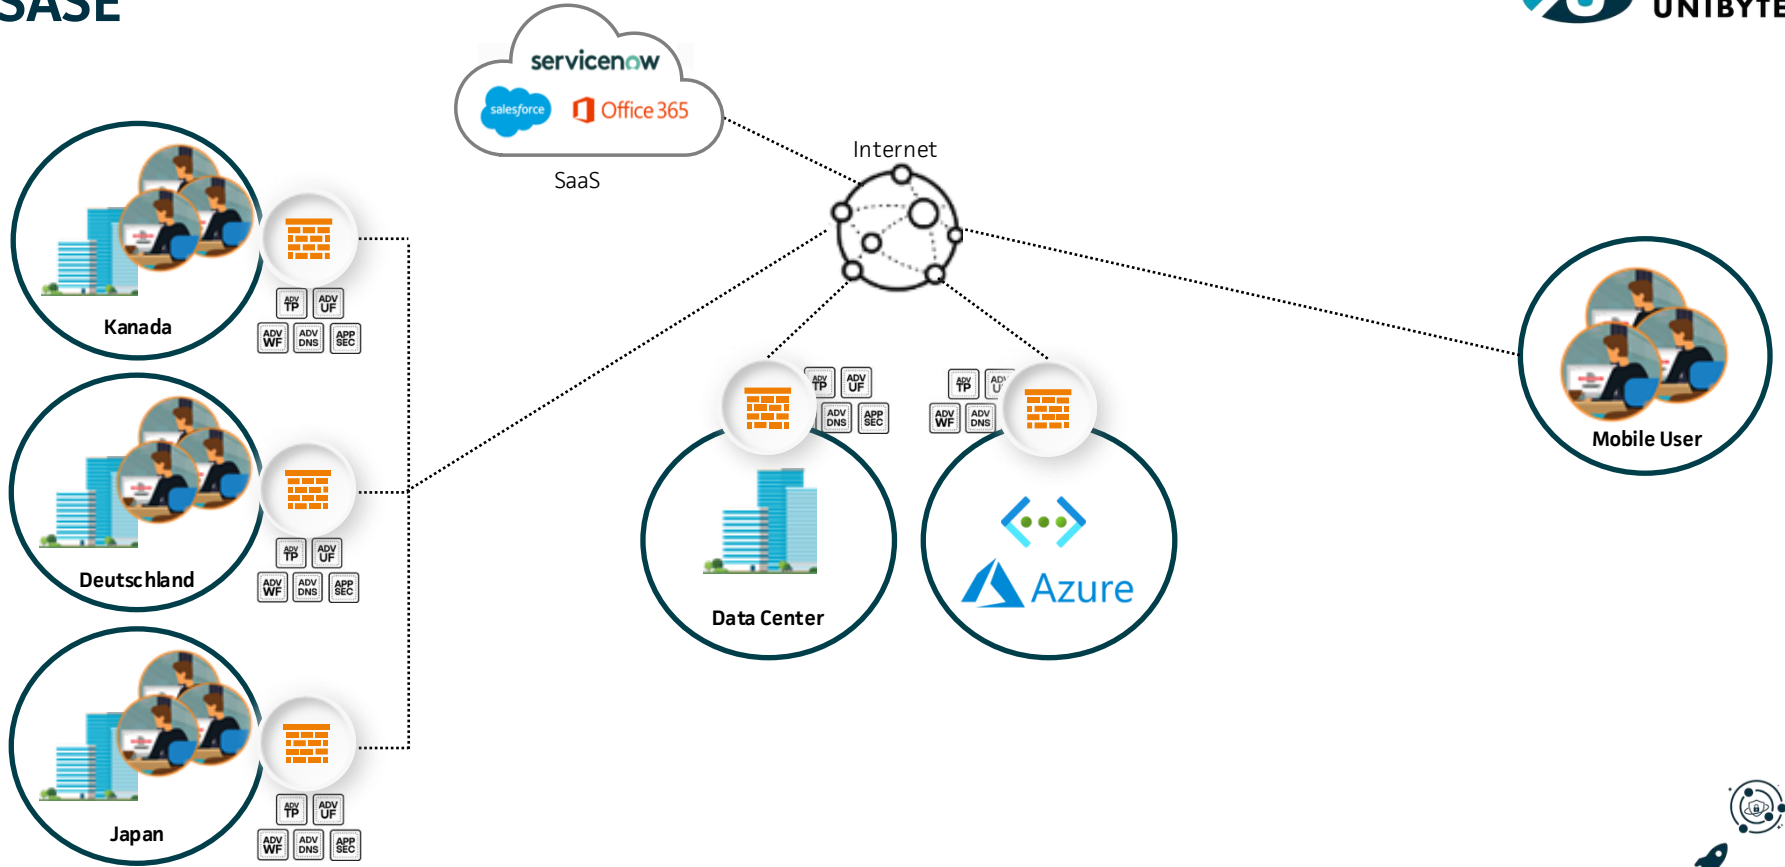 SASE
UNIBYTE
servicenow
salesforce
Office 365
SaaS
Internet
Kanada
ADV TP
ADV UF
ADV WF
ADV DNS
APP SEC
Deutschland
ADV TP
ADV UF
ADV WF
ADV DNS
APP SEC
Japan
ADV TP
ADV UF
ADV WF
ADV DNS
APP SEC
ADV TP
ADV UF
ADV DNS
APP SEC
Data Center
ADV TP
ADV WF
ADV DNS
Azure
Mobile User